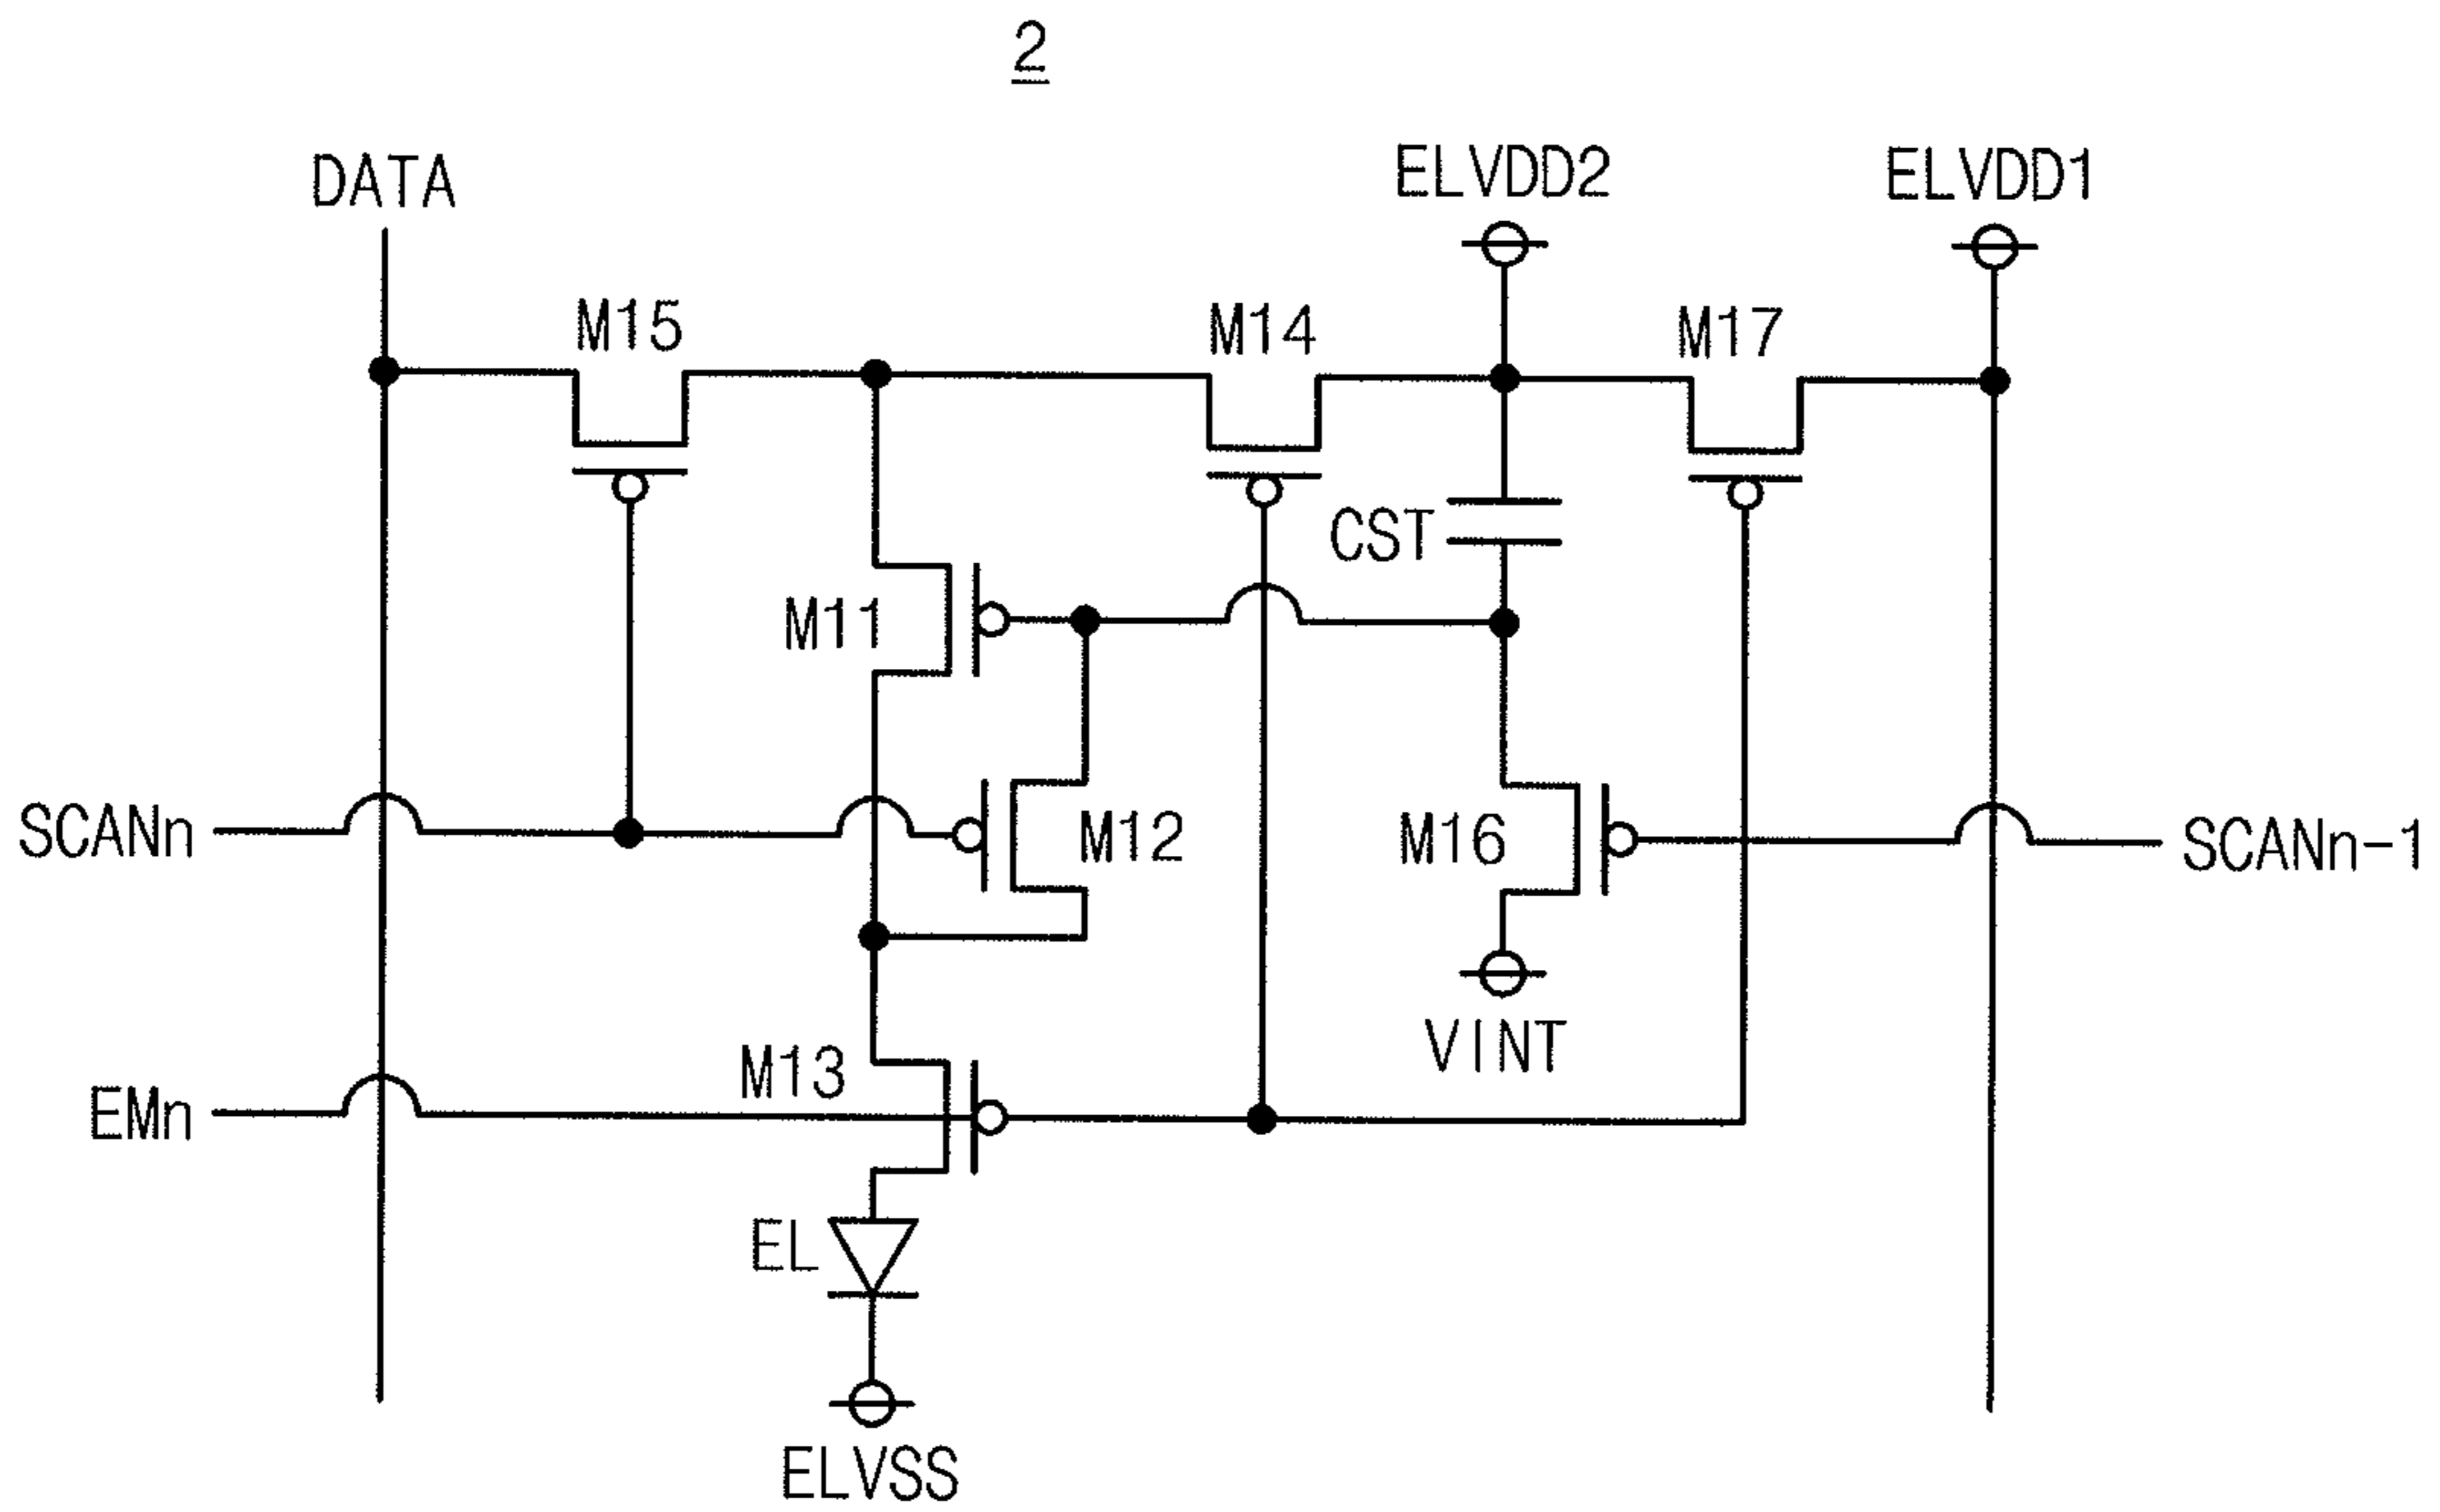 2
DATA
ELVDD2
ELVDD1
M15
M14
M17
CST
M11
SCANn
M12
M16
SCANn-1
VINT
M13
EMn
EL
ELVSS